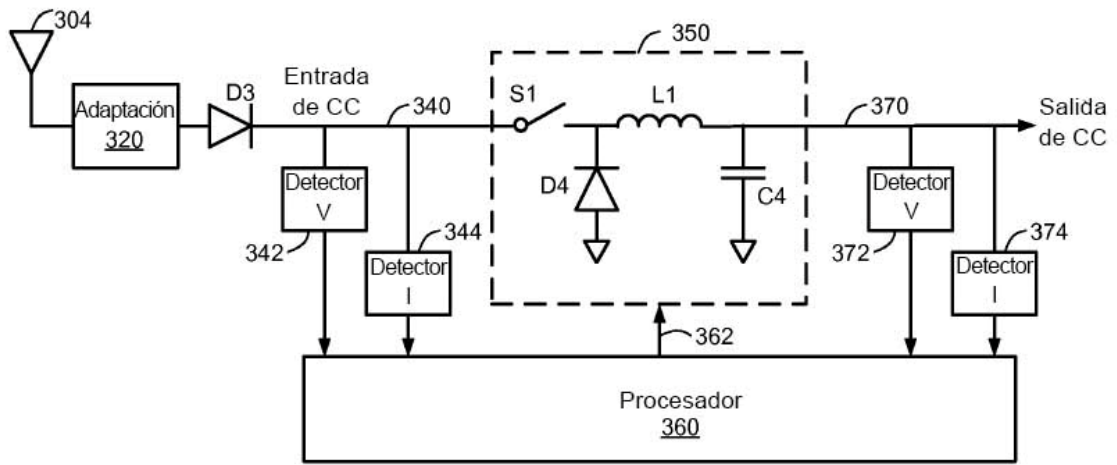 304
350
Adaptación
320
D3
Entrada
de CC
340
S1
L1
370
Salida
de CC
D4
C4
Detector
V
342
344
Detector
I
Detector
V
372
374
Detector
I
362
Procesador
360